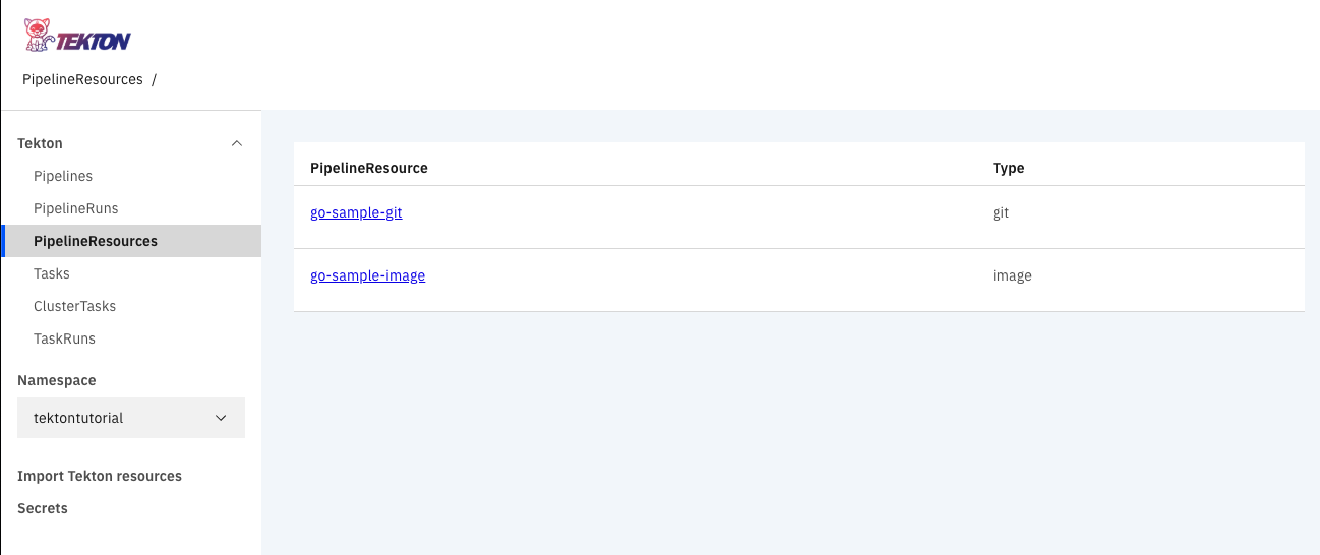 TEKTON
PipelineResources /
Tekton
Pipelines
PipelineRuns
PipelineResources
Tasks
ClusterTasks
TaskRuns
Namespace
tektontutorial
Import Tekton resources
Secrets
PipelineResource Type
go-sample-git git
go-sample-image image